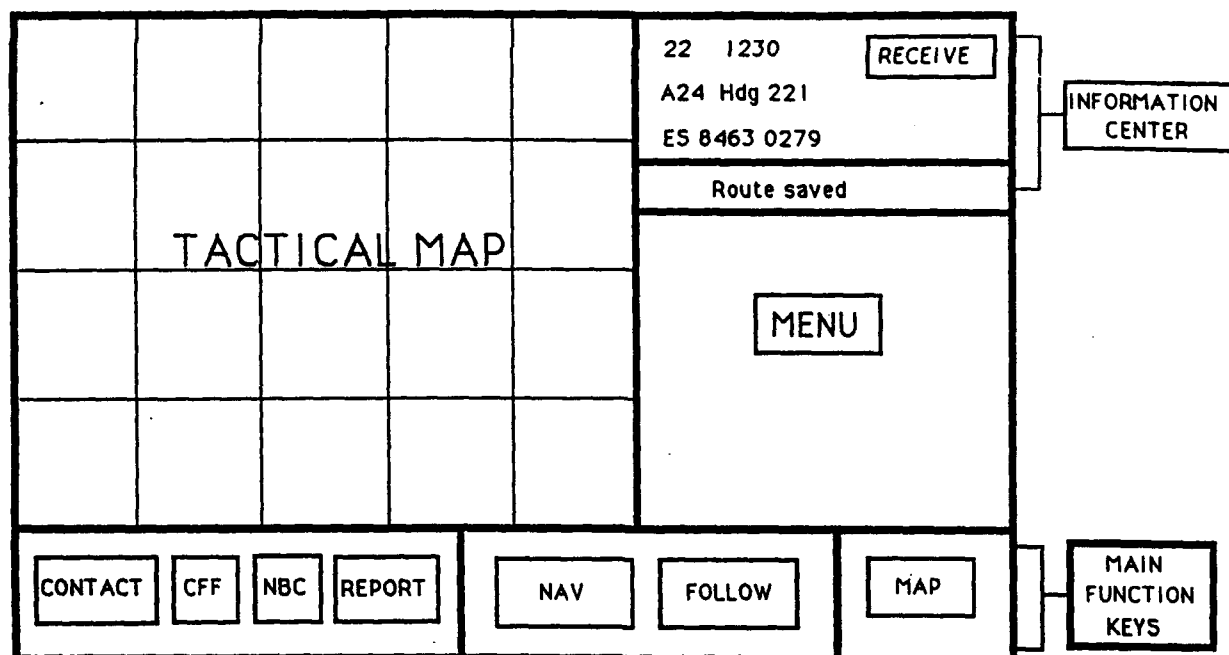 TACTICAL MAP
22 1230
RECEIVE
A24 Hdg 221
ES 8463 0279
Route saved
MENU
INFORMATION
CENTER
CONTACT
CFF
NBC
REPORT
NAV
FOLLOW
MAP
MAIN
FUNCTION
KEYS